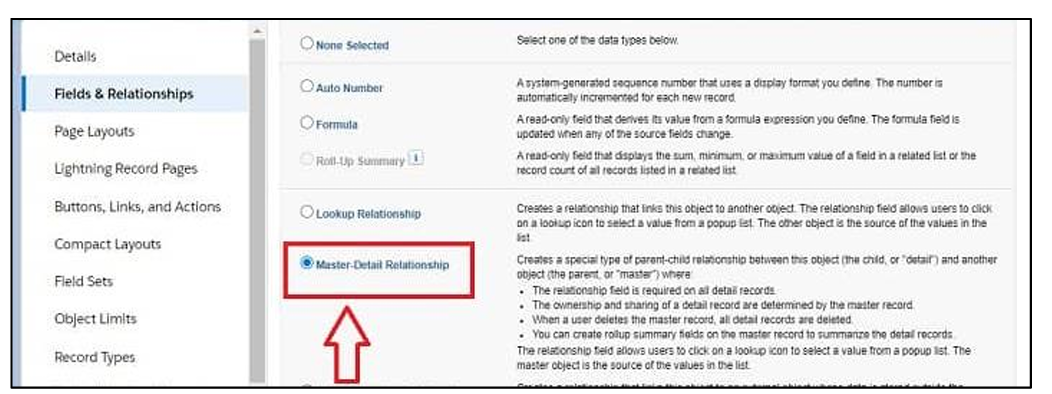 Details
Fields & Relationships
Page Layouts
Lightning Record Pages
Buttons, Links, and Actions
Compact Layouts
Field Sets
Object Limits
Record Types
None Selected
Select one of the data types below.
Auto Number
A system-generated sequence number that uses a display format you define. The number is
automatically incremented for each new record.
Formula
A read-only field that derives its value from a formula expression you define. The formula field is
updated when any of the source fields change.
Roll-Up Summary i
A read-only field that displays the sum, minimum, or maximum value of a field in a related list or the
record count of all records listed in a related list.
Lookup Relationship
Creates a relationship that links this object to another object. The relationship field allows users to click
on a lookup icon to select a value from a popup list. The other object is the source of the values in the
list.
Master-Detail Relationship
Creates a special type of parent-child relationship between this object (the child, or "detail") and another
object (the parent, or "master") where:
• The relationship field is required on all detail records.
• The ownership and sharing of a detail record are determined by the master record.
• When a user deletes the master record, all detail records are deleted.
• You can create rollup summary fields on the master record to summarize the detail records.
The relationship field allows users to click on a lookup icon to select a value from a popup list. The
master object is the source of the values in the list.